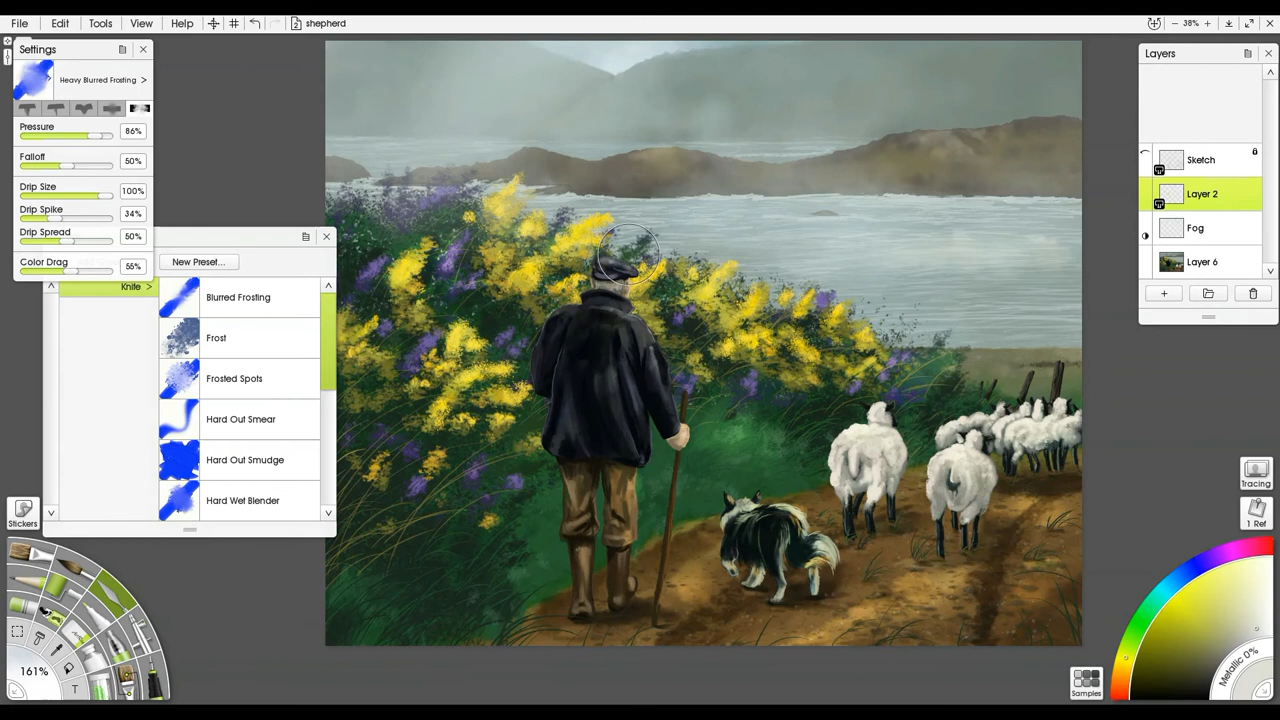 File Edit Tools View Help 2 shepherd − 38% +
Settings
Heavy Blurred Frosting >
Pressure 86%
Falloff 50%
Drip Size 100%
Drip Spike 34%
Drip Spread 50%
Color Drag 55%
New Preset...
Knife >
Blurred Frosting
Frost
Frosted Spots
Hard Out Smear
Hard Out Smudge
Hard Wet Blender
Stickers
161%
T
Layers
Sketch
Layer 2
Fog
Layer 6
Tracing
1 Ref
Metallic 0%
Samples